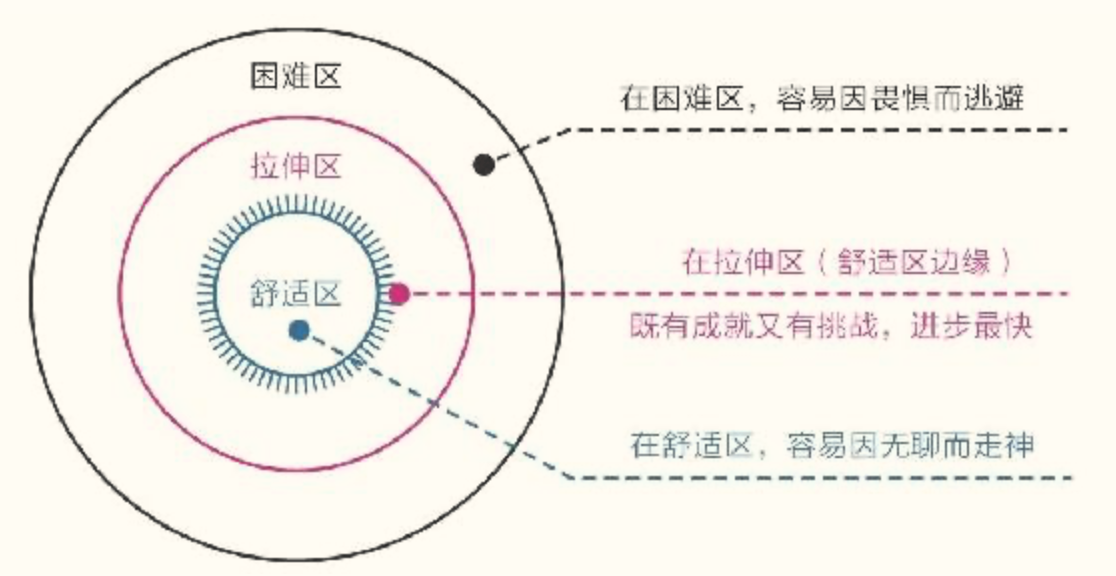 困难区
在困难区，容易因畏惧而逃避
拉伸区
在拉伸区（舒适区边缘）
舒适区
既有成就又有挑战，进步最快
在舒适区，容易因无聊而走神